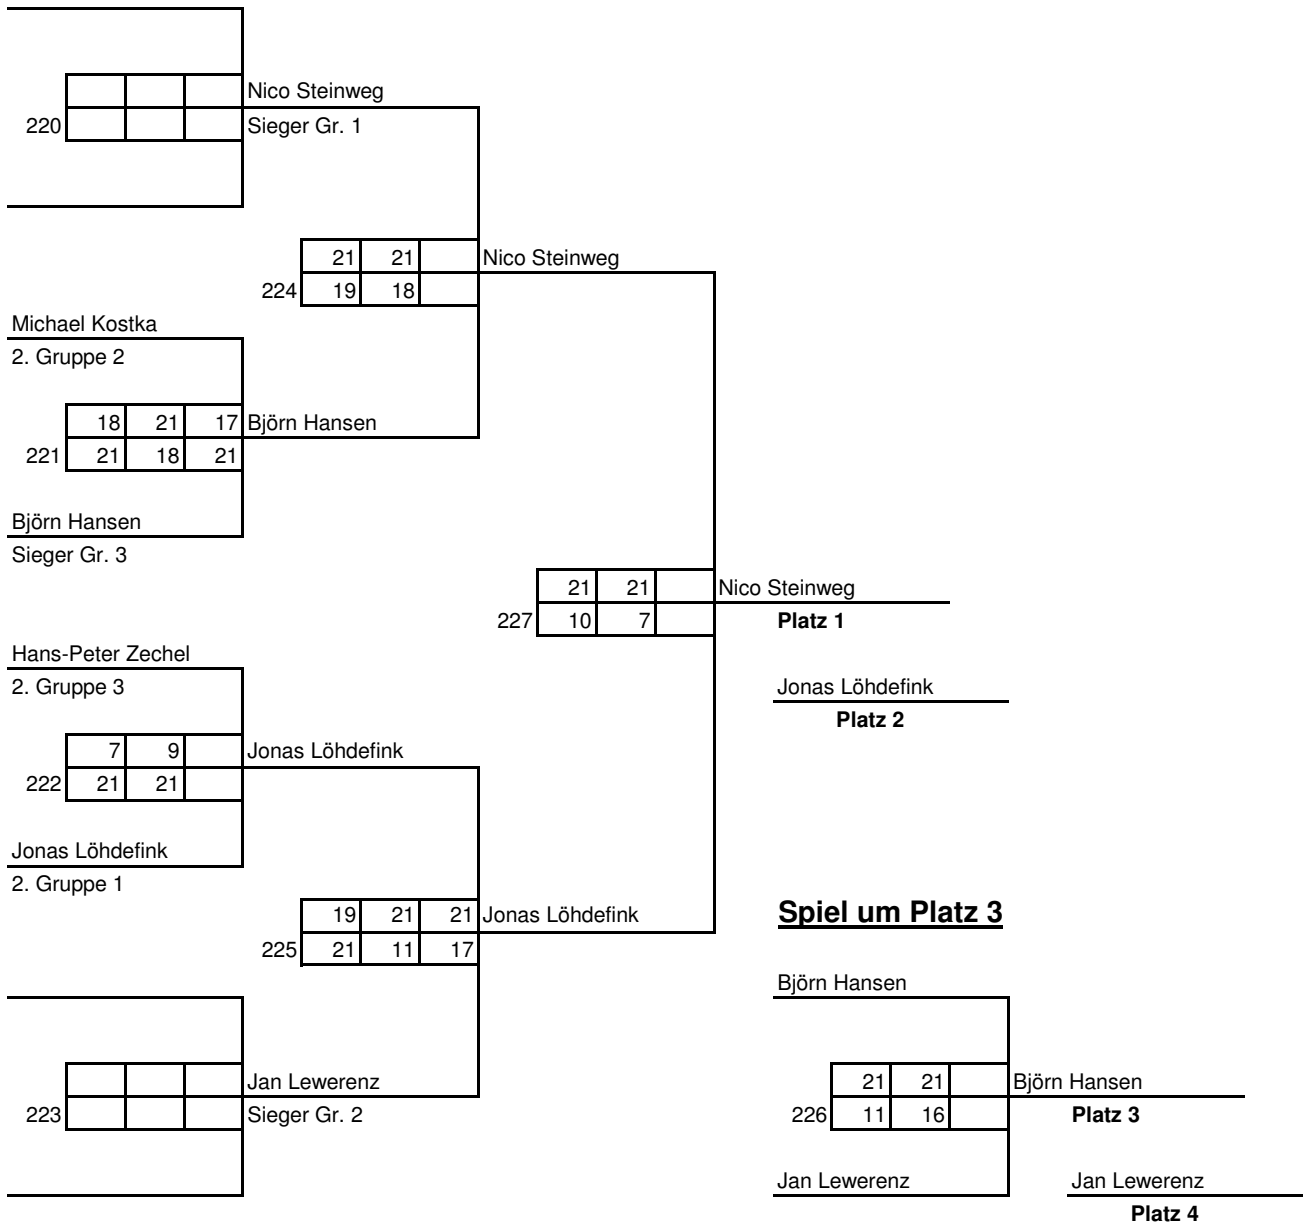 Nico Steinweg
220 Sieger Gr. 1
21 21 Nico Steinweg
224 19 18
Michael Kostka
2. Gruppe 2
18 21 17 Björn Hansen
221 21 18 21
Björn Hansen
Sieger Gr. 3
21 21 Nico Steinweg
227 10 7 Platz 1
Hans-Peter Zechel
2. Gruppe 3
Jonas Löhdefink
Platz 2
7 9 Jonas Löhdefink
222 21 21
Jonas Löhdefink
2. Gruppe 1
19 21 21 Jonas Löhdefink
225 21 11 17
Spiel um Platz 3
Björn Hansen
Jan Lewerenz
223 Sieger Gr. 2
21 21 Björn Hansen
226 11 16 Platz 3
Jan Lewerenz
Jan Lewerenz
Platz 4